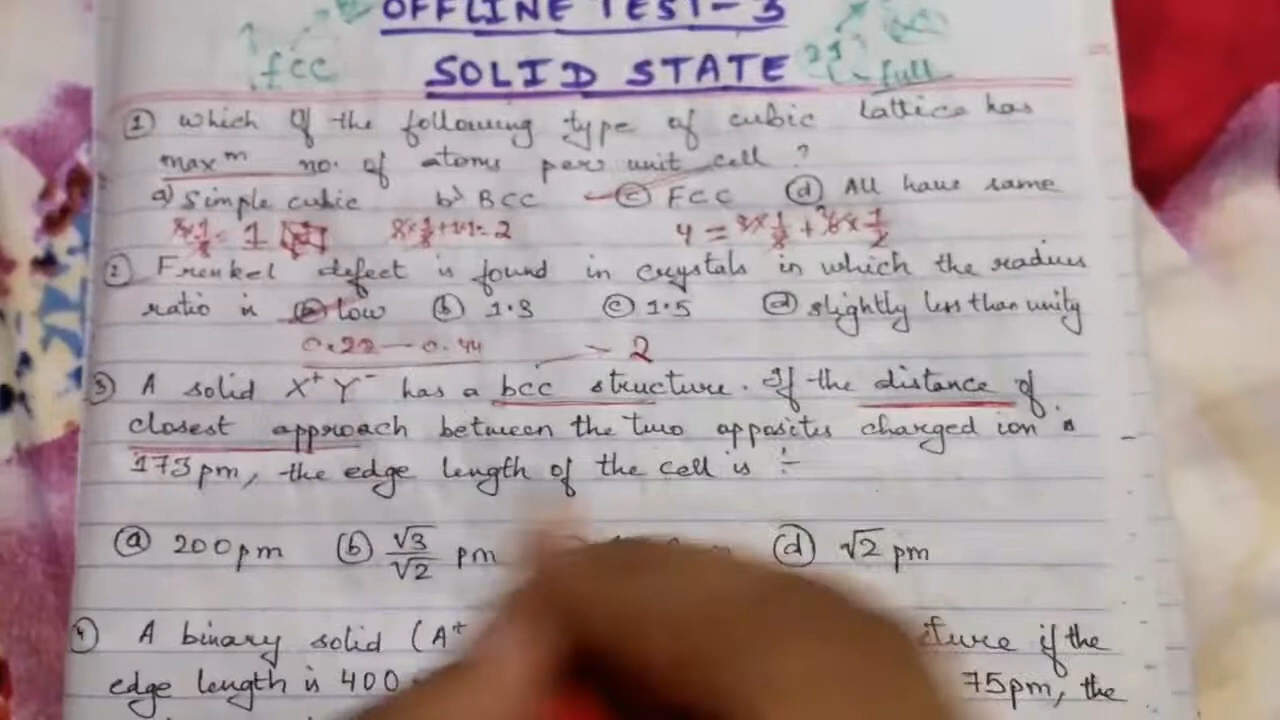 OFFLINE TEST-3
fcc
SOLID STATE
full
① which of the following type of cubic lattice has
maxᵐ no. of atoms per unit cell ?
a) Simple cubic b) BCC ⓒ FCC ⓓ All have same
8×1/8 = 1 8×1/8+1×1=2 4 = 8×1/8 + 6×1/2
② Frenkel defect is found in crystals in which the radius
ratio is ⓐ low ⓑ 1.3 ⓒ 1.5 ⓓ slightly less than unity
0.22 — 0.44 2
③ A solid X⁺ Y⁻ has a bcc structure. If the distance of
closest approach between the two opposites charged ion is
173pm, the edge length of the cell is :-
ⓐ 200pm ⓑ √3/√2 pm ⓓ √2 pm
④ A binary solid (A⁺ if the
edge length is 400 75pm, the